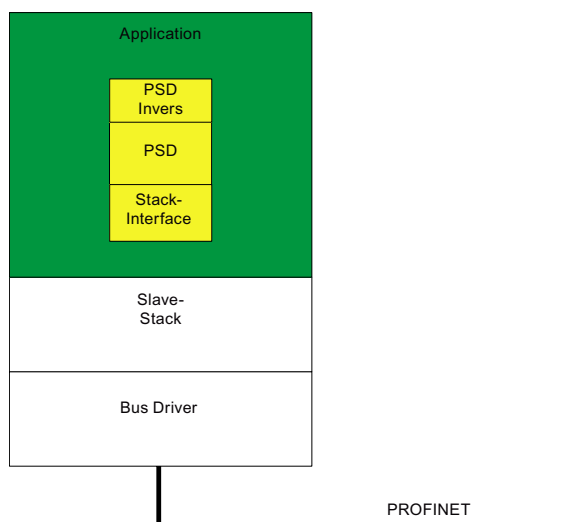 Application
PSD
Invers
PSD
Stack-
Interface
Slave-
Stack
Bus Driver
PROFINET